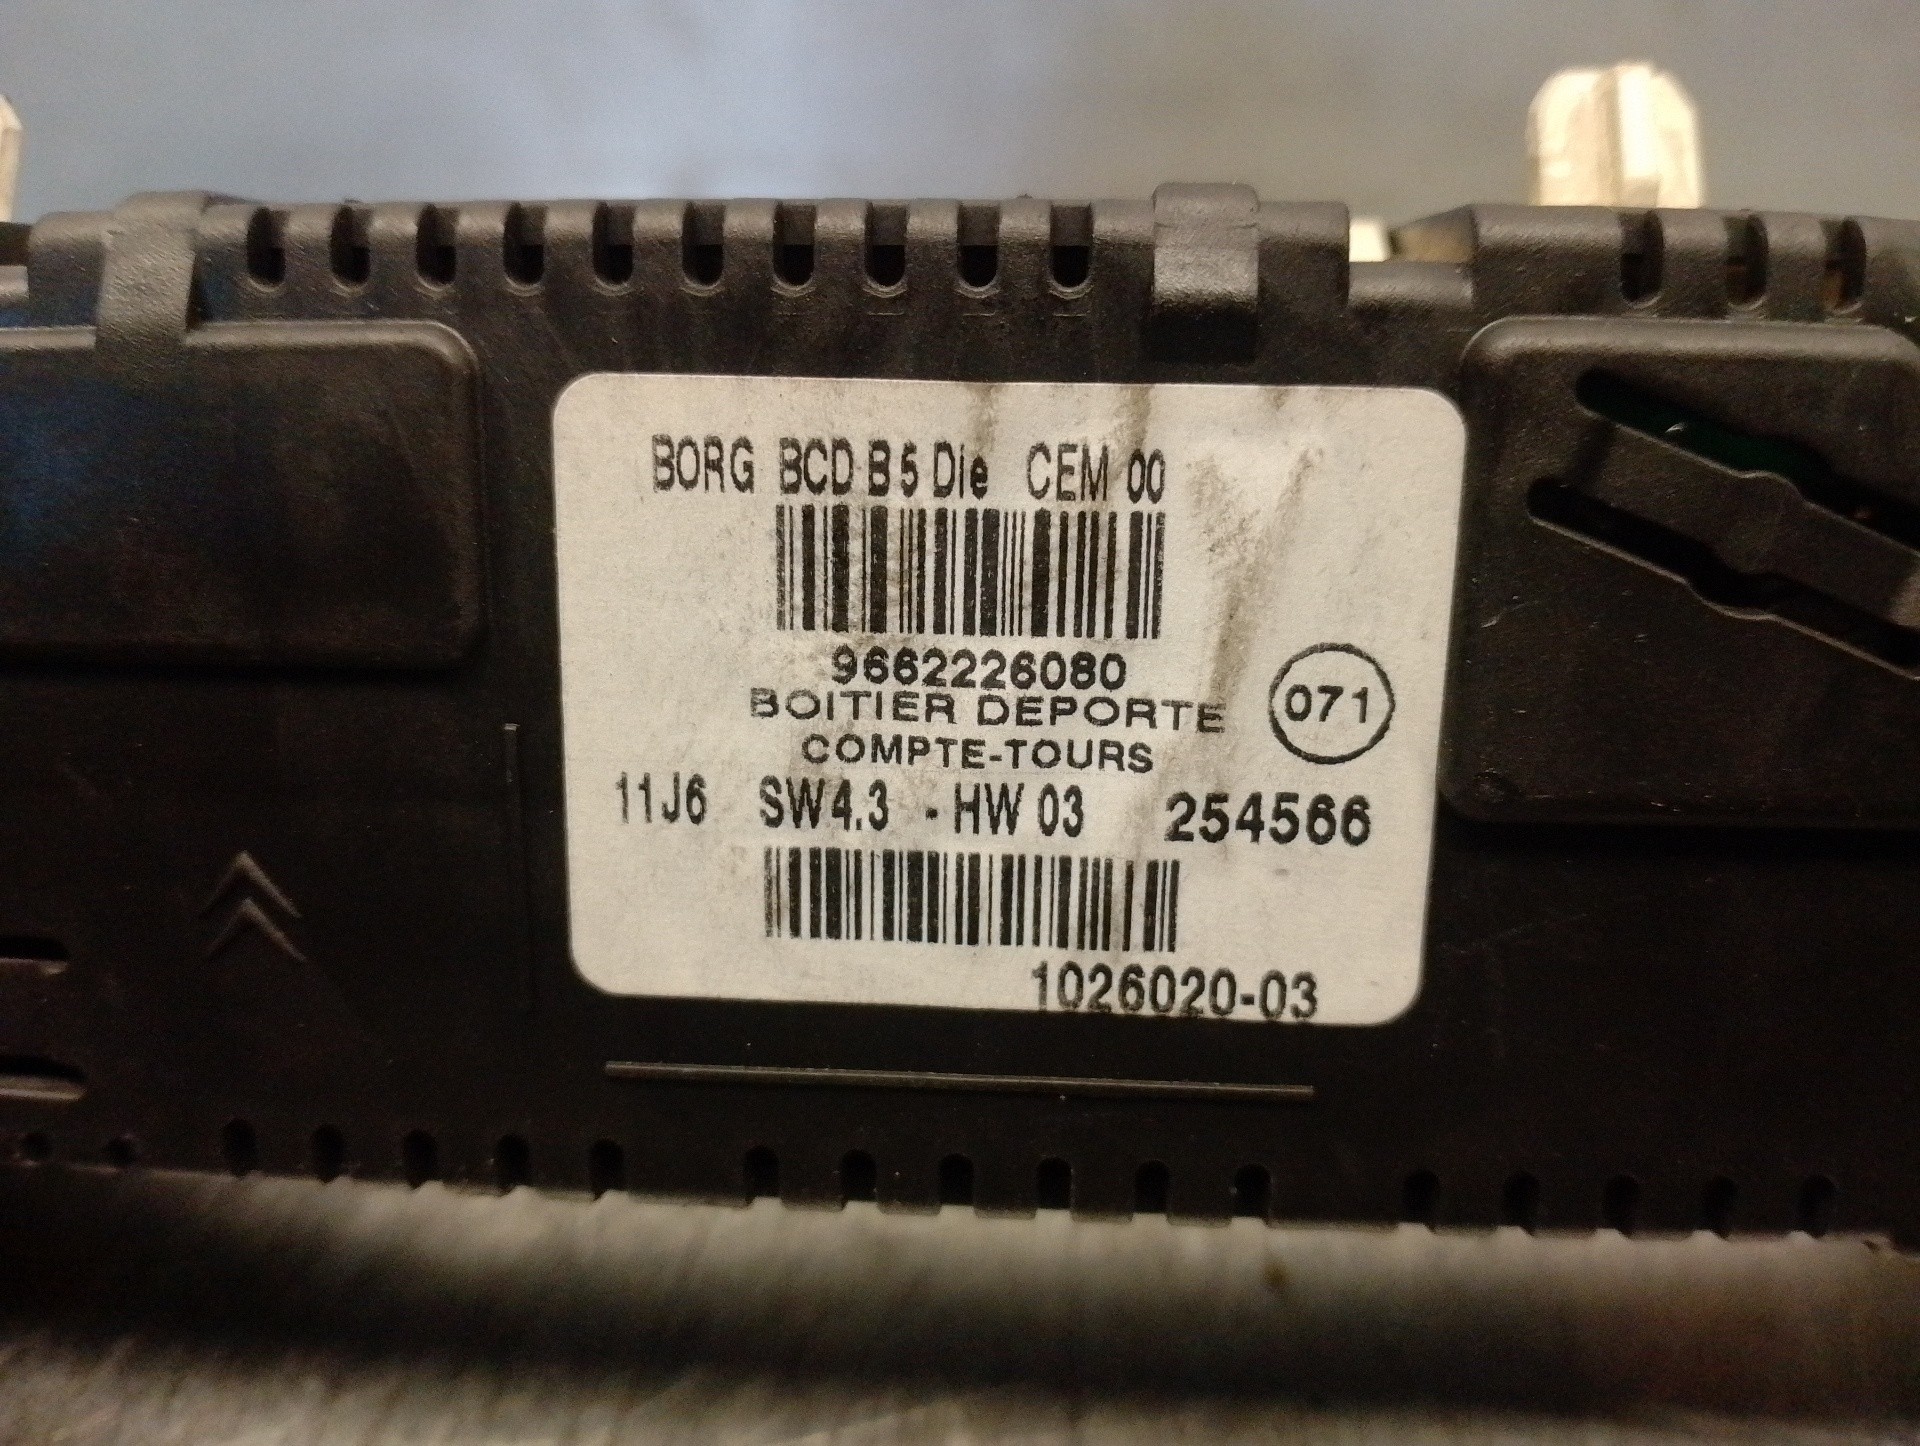 BORG BCD B5 Die CEM 00
9662226080
BOITIER DEPORTE
071
COMPTE-TOURS
11J6 SW4.3 - HW 03 254566
1026020-03